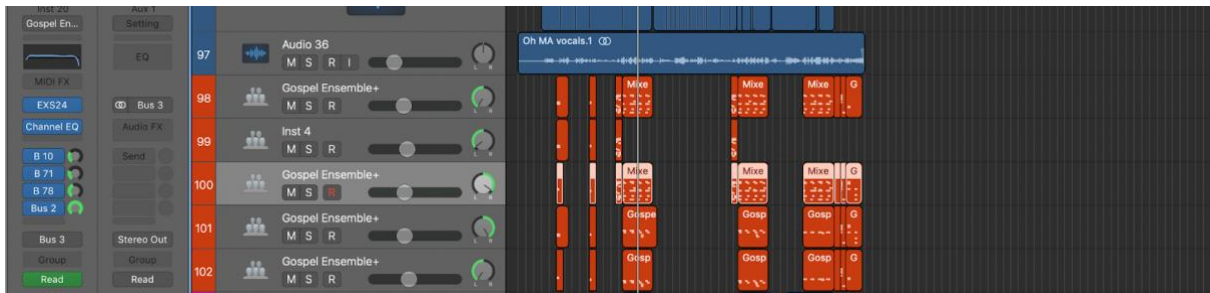 Inst 20
Aux 1
Gospel En...
Setting
EQ
MIDI FX
EXS24
Bus 3
Channel EQ
Audio FX
B 10
Send
B 71
B 78
Bus 2
Bus 3
Stereo Out
Group
Group
Read
Read
97
Audio 36
M S R I
L R
98
Gospel Ensemble+
M S R
L R
99
Inst 4
M S R
L R
100
Gospel Ensemble+
M S R
L R
101
Gospel Ensemble+
M S R
L R
102
Gospel Ensemble+
M S R
L R
Oh MA vocals.1
Mixe Mixe Mixe G
Mixe Mixe Mixe G
Gospe Gosp Gosp G
Gosp Gosp Gosp G